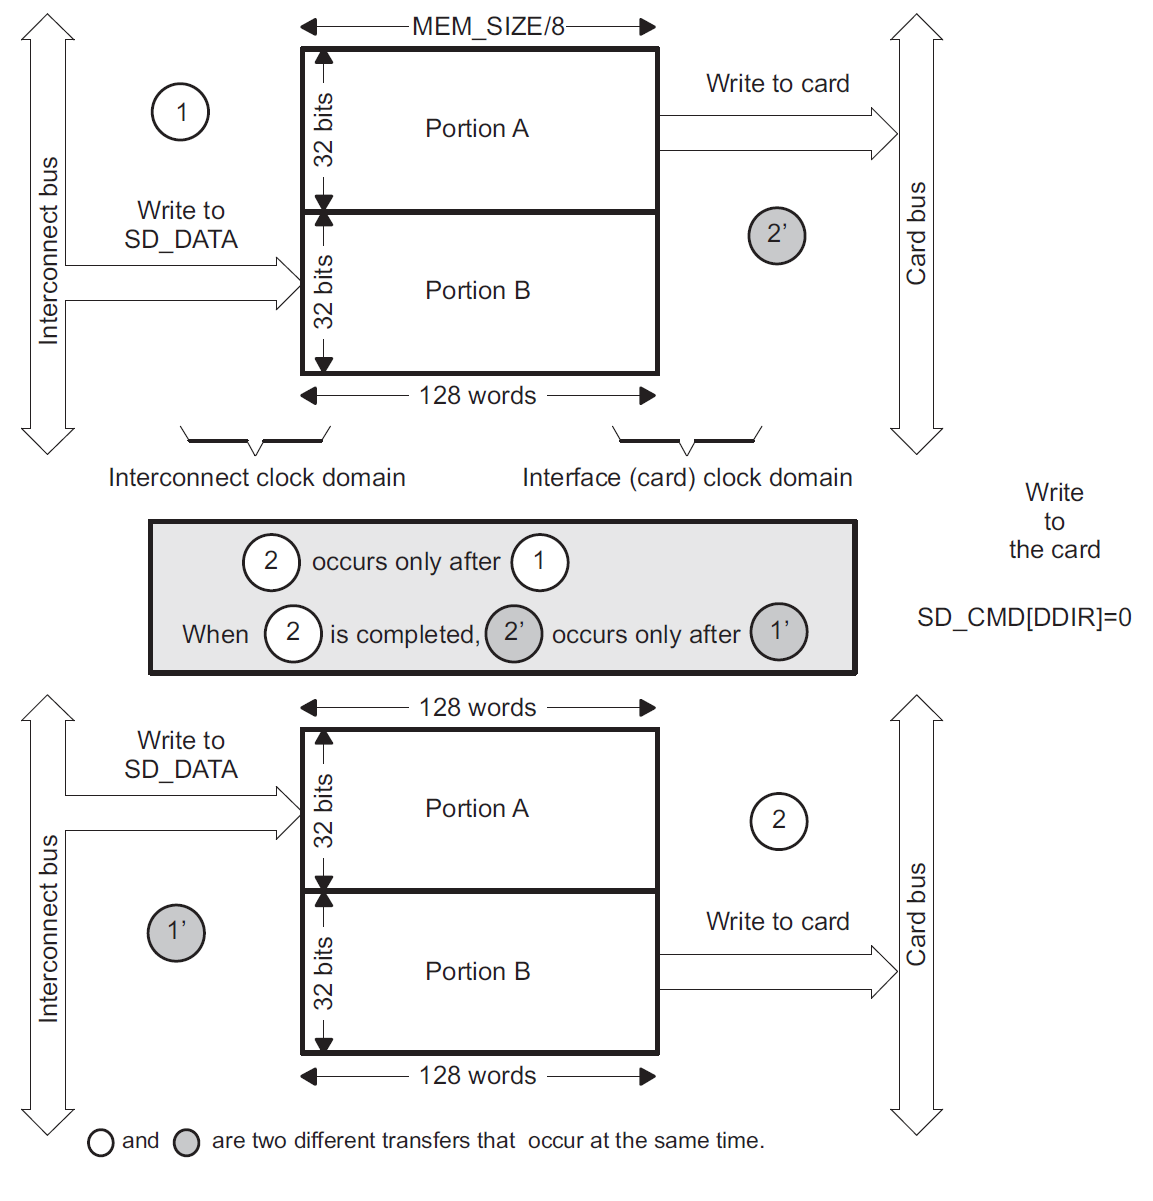 MEM_SIZE/8
1
32 bits
Portion A
Write to card
Interconnect bus
Write to
SD_DATA
2’
Card bus
32 bits
Portion B
128 words
Interconnect clock domain
Interface (card) clock domain
Write
to
the card
2 occurs only after 1
When 2 is completed, 2’ occurs only after 1’
SD_CMD[DDIR]=0
128 words
Write to
SD_DATA
32 bits
Portion A
2
Interconnect bus
1’
Card bus
Write to card
32 bits
Portion B
128 words
and are two different transfers that occur at the same time.